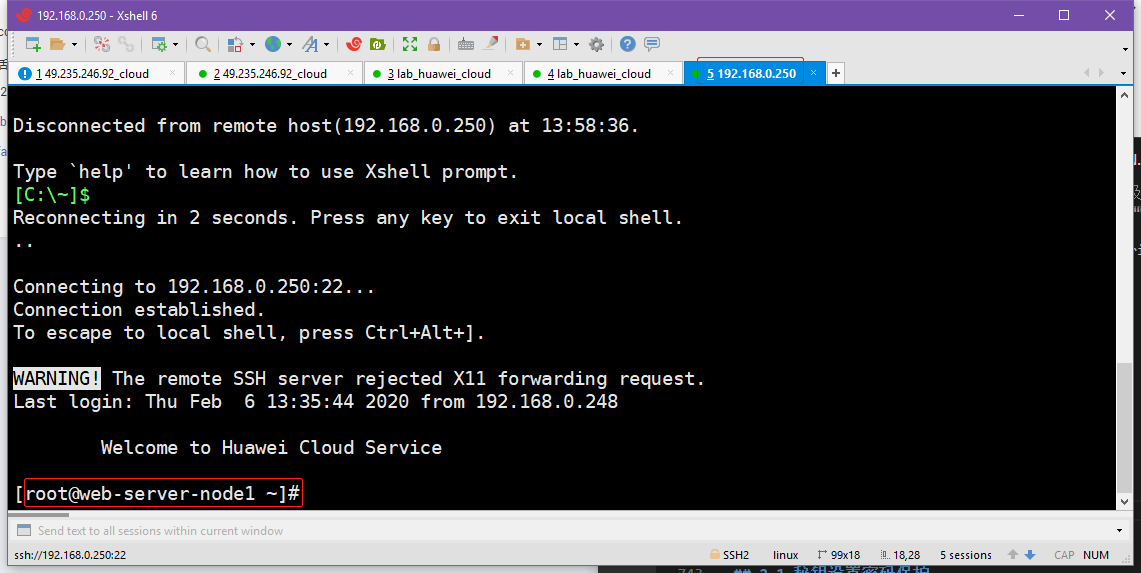 192.168.0.250 - Xshell 6
1 49.235.246.92_cloud
2 49.235.246.92_cloud
3 lab_huawei_cloud
4 lab_huawei_cloud
5 192.168.0.250
Disconnected from remote host(192.168.0.250) at 13:58:36.
Type `help' to learn how to use Xshell prompt.
[C:\~]$
Reconnecting in 2 seconds. Press any key to exit local shell.
..
Connecting to 192.168.0.250:22...
Connection established.
To escape to local shell, press Ctrl+Alt+].
WARNING! The remote SSH server rejected X11 forwarding request.
Last login: Thu Feb  6 13:35:44 2020 from 192.168.0.248
Welcome to Huawei Cloud Service
[root@web-server-node1 ~]#
Send text to all sessions within current window
ssh://192.168.0.250:22 SSH2 linux 99x18 18,28 5 sessions CAP NUM